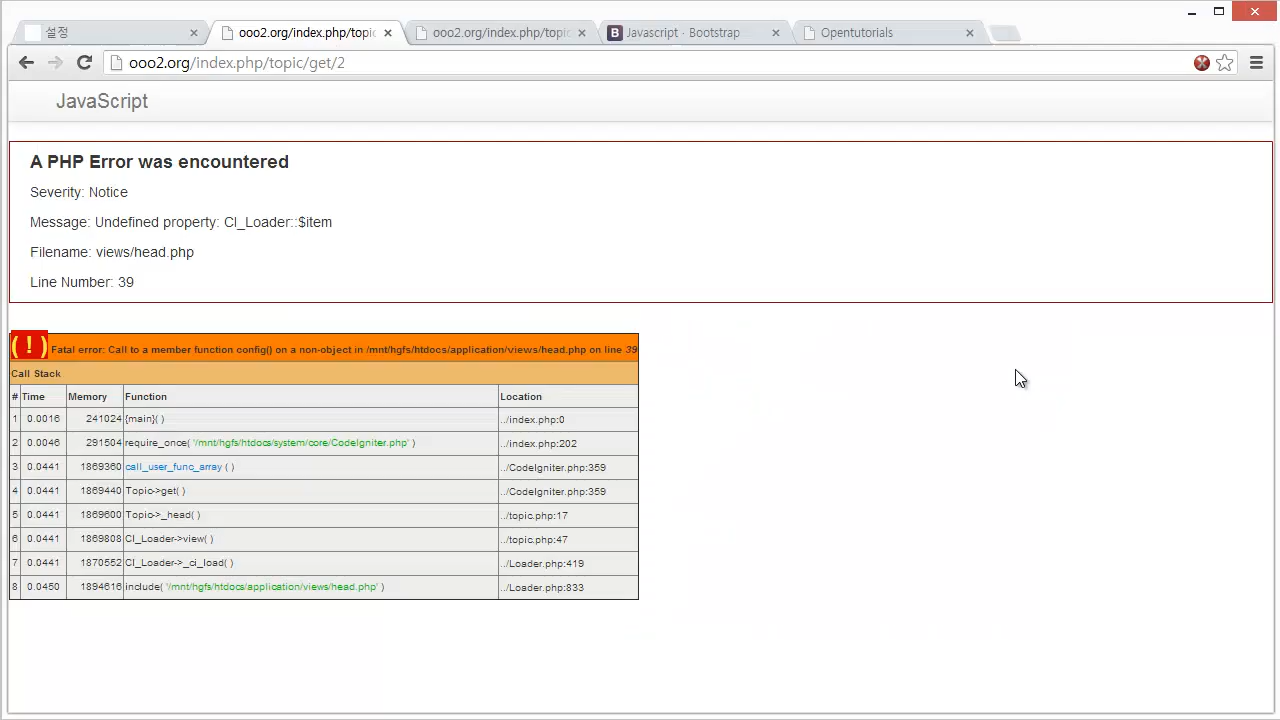 설정
ooo2.org/index.php/topic
ooo2.org/index.php/topic
Javascript · Bootstrap
Opentutorials
ooo2.org/index.php/topic/get/2
JavaScript
A PHP Error was encountered
Severity: Notice
Message: Undefined property: CI_Loader::$item
Filename: views/head.php
Line Number: 39
( ! ) Fatal error: Call to a member function config() on a non-object in /mnt/hgfs/htdocs/application/views/head.php on line 39
Call Stack
# Time Memory Function Location
1 0.0016 241024 {main}( ) ../index.php:0
2 0.0046 291504 require_once( '/mnt/hgfs/htdocs/system/core/CodeIgniter.php' ) ../index.php:202
3 0.0441 1869360 call_user_func_array ( ) ../CodeIgniter.php:359
4 0.0441 1869440 Topic->get( ) ../CodeIgniter.php:359
5 0.0441 1869600 Topic->_head( ) ../topic.php:17
6 0.0441 1869808 CI_Loader->view( ) ../topic.php:47
7 0.0441 1870552 CI_Loader->_ci_load( ) ../Loader.php:419
8 0.0450 1894616 include( '/mnt/hgfs/htdocs/application/views/head.php' ) ../Loader.php:833